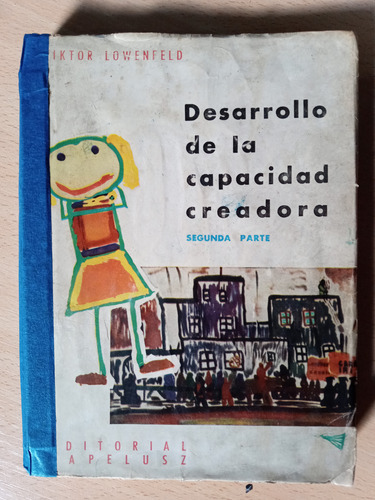 IKTOR LOWENFELD
Desarrollo
de la
capacidad
creadora
SEGUNDA PARTE
DITORIAL
APELUSZ